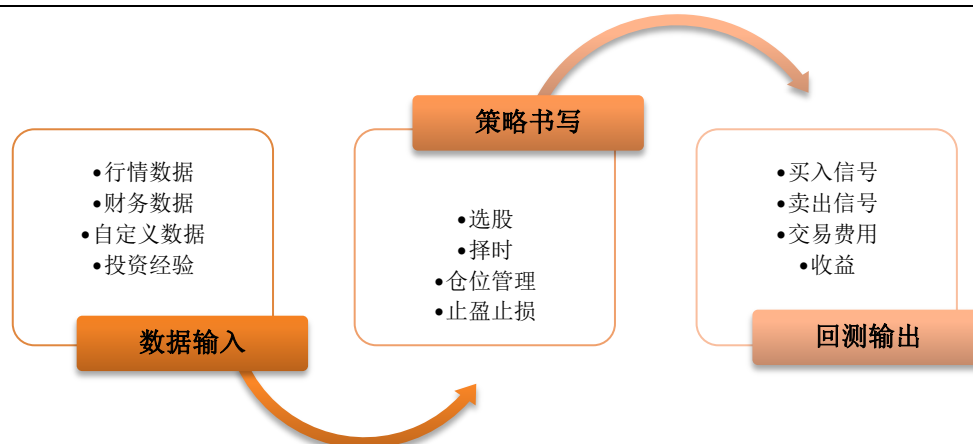 •行情数据
•财务数据
•自定义数据
•投资经验
数据输入
策略书写
•选股
•择时
•仓位管理
•止盈止损
•买入信号
•卖出信号
•交易费用
•收益
回测输出